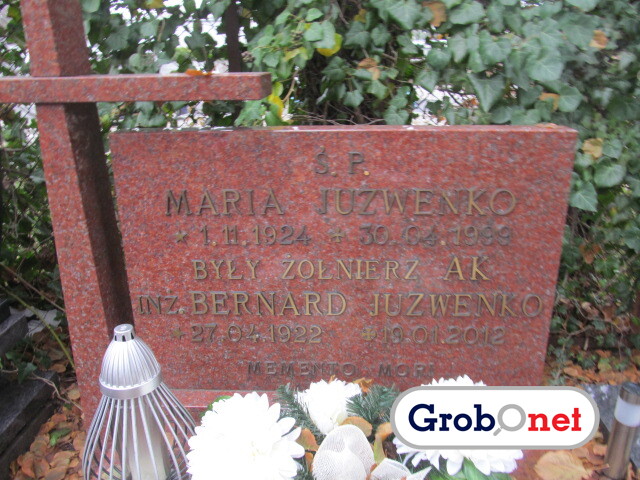 Ś. P.
MARIA JUZWENKO
* 1.11.1924 + 30.04.1999
BYŁY ŻOŁNIERZ AK
INŻ. BERNARD JUZWENKO
*27.04.1922 +19.01.2012
MEMENTO MORI
Grobonet